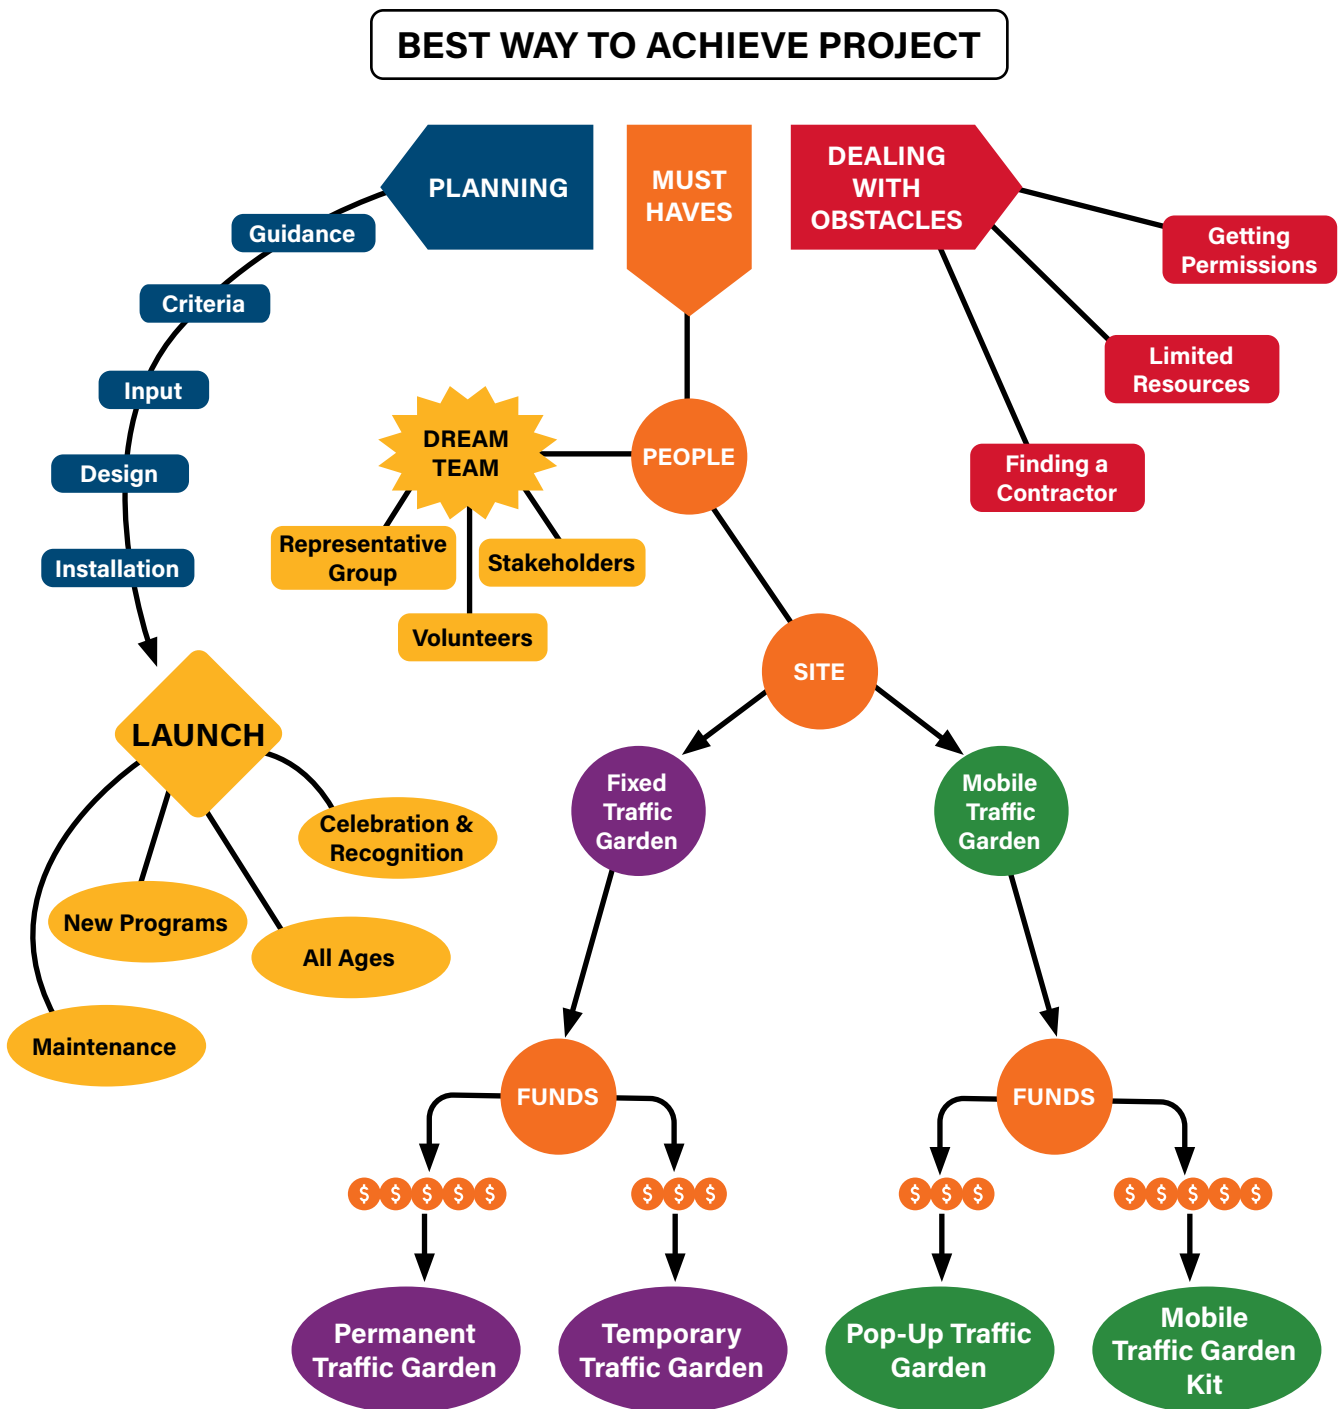 BEST WAY TO ACHIEVE PROJECT
PLANNING
Guidance
Criteria
Input
Design
Installation
LAUNCH
Celebration &
Recognition
New Programs
All Ages
Maintenance
MUST
HAVES
PEOPLE
DREAM
TEAM
Representative
Group
Stakeholders
Volunteers
SITE
Fixed
Traffic
Garden
Mobile
Traffic
Garden
FUNDS
FUNDS
$ $ $ $ $
$ $ $
$ $ $
$ $ $ $ $
Permanent
Traffic Garden
Temporary
Traffic Garden
Pop-Up Traffic
Garden
Mobile
Traffic Garden
Kit
DEALING
WITH
OBSTACLES
Getting
Permissions
Limited
Resources
Finding a
Contractor